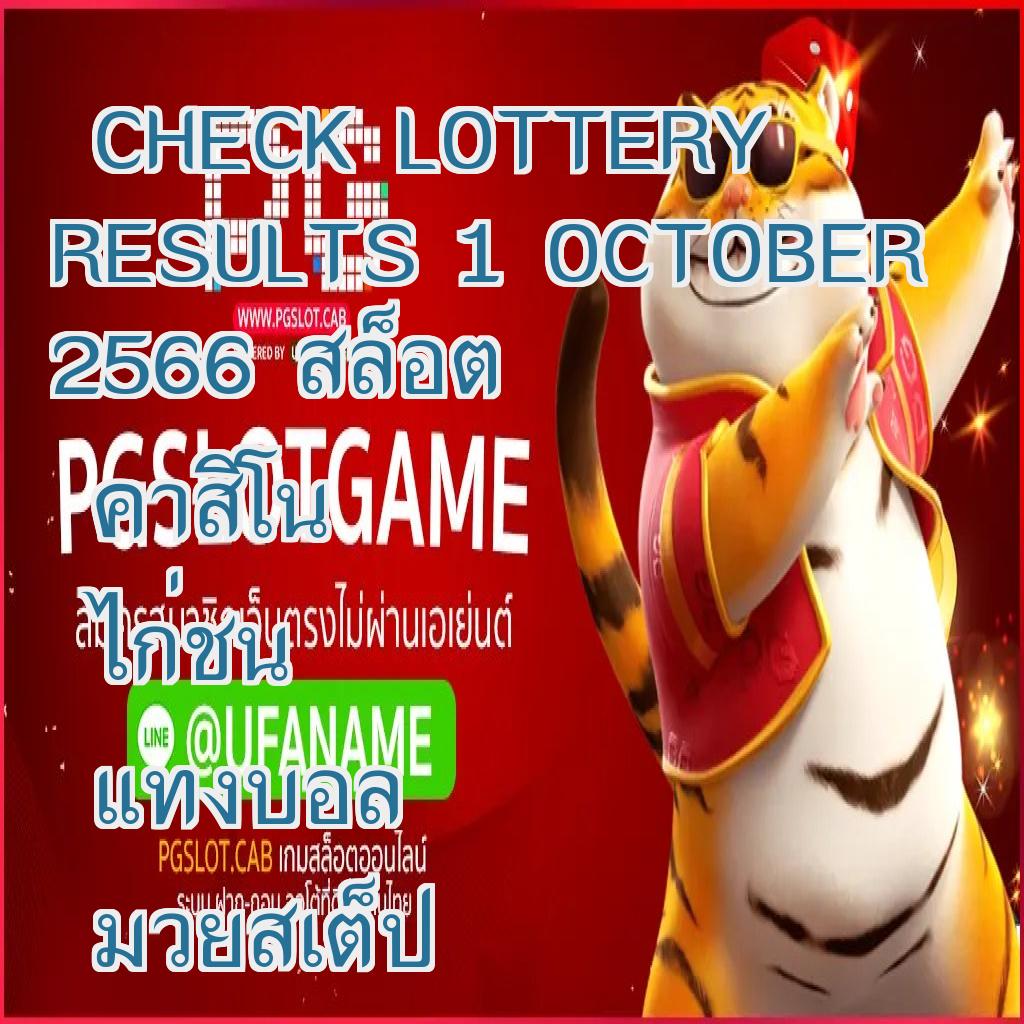 CHECK LOTTERY
RESULTS 1 OCTOBER
2566 สล็อต
WWW.PGSLOT.CAB
BY
PGSLOTGAME
คาสิโน
ไก่ชน
@UFANAME
LINE
แทงบอล
PGSLOT.CAB เกมสล็อตออนไลน์
มวยสเต็ป